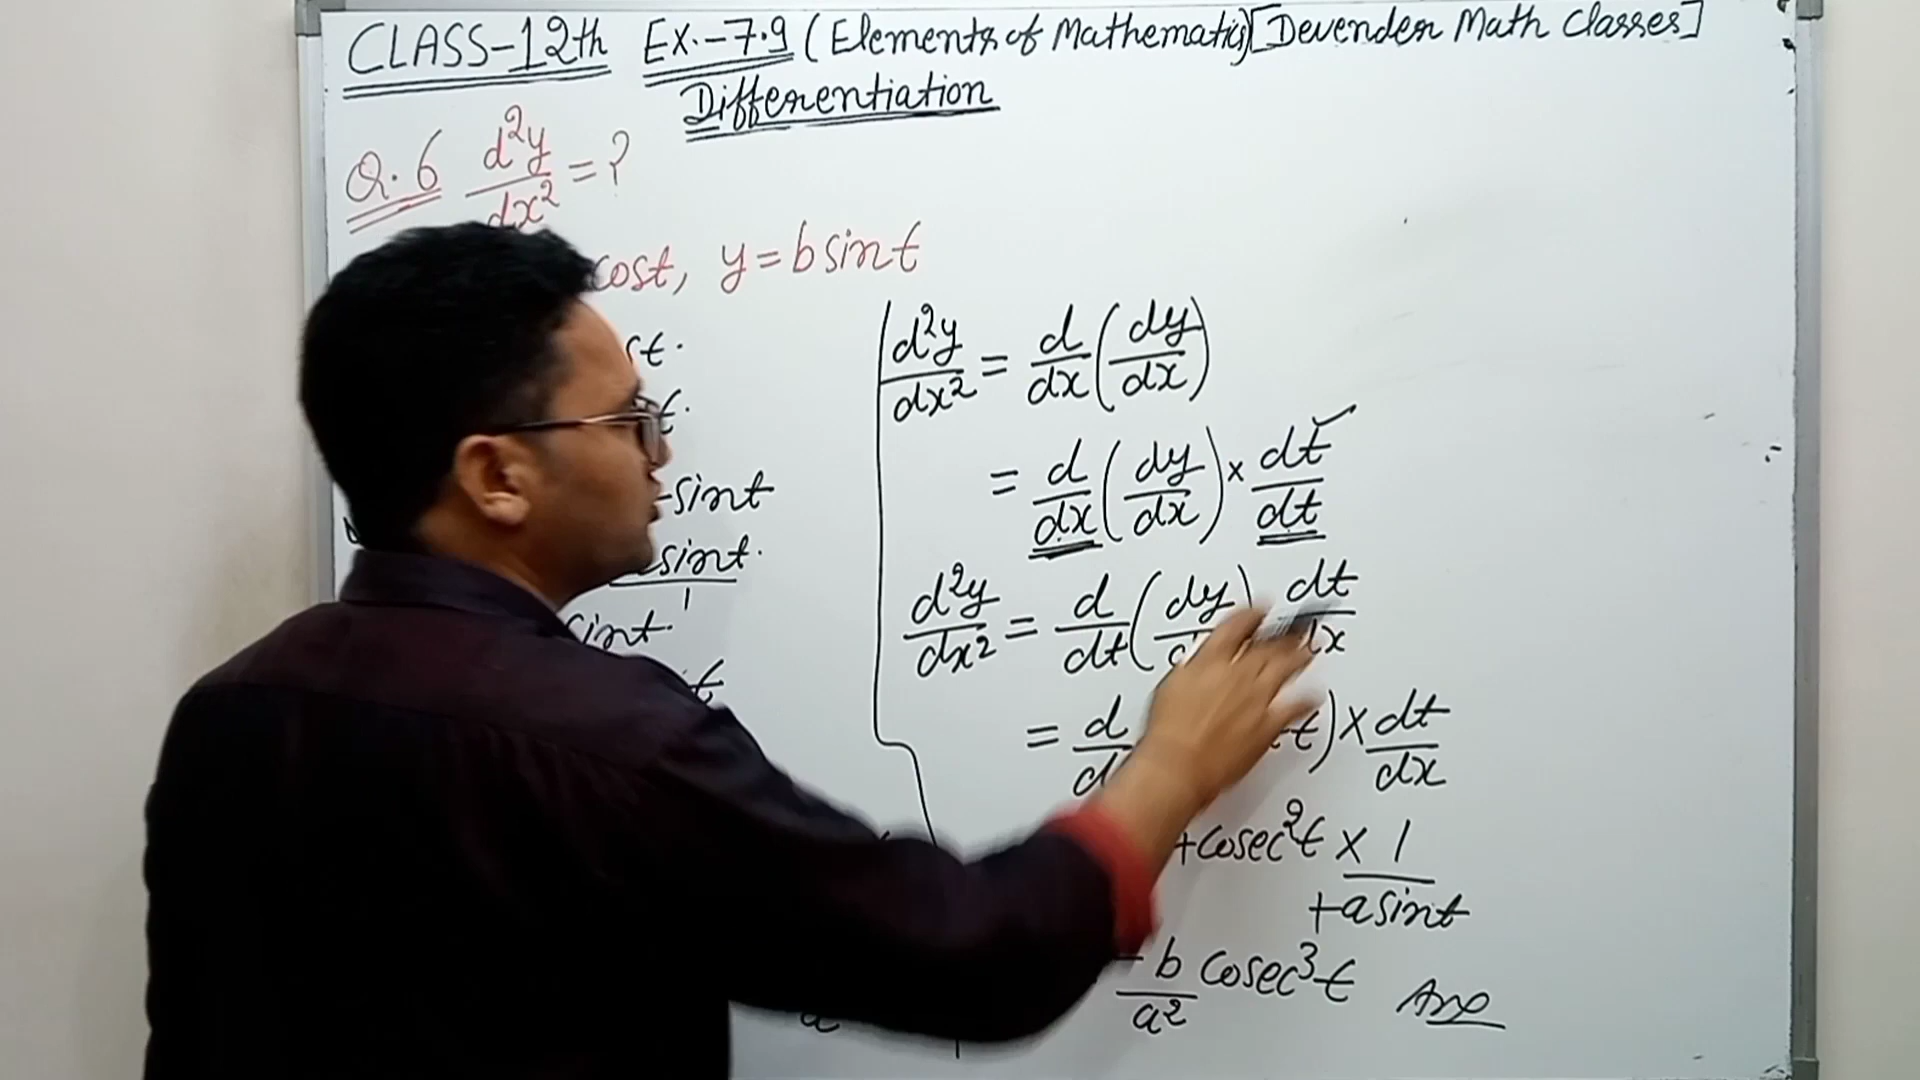 CLASS-12th Ex.-7.9 (Elements of Mathematics) [Devender Math Classes]
Differentiation
Q.6 d²y/dx² = ?
cost, y = b sint
st.
t.
-sint
sint.
sint.
t
d²y/dx² = d/dx (dy/dx)
= d/dx (dy/dx) × dt/dt
d²y/dx² = d/dt (dy/ dt/dx
= d/d t) × dt/dx
+cosec²t × 1/+a sint
-b/a² cosec³t Ans